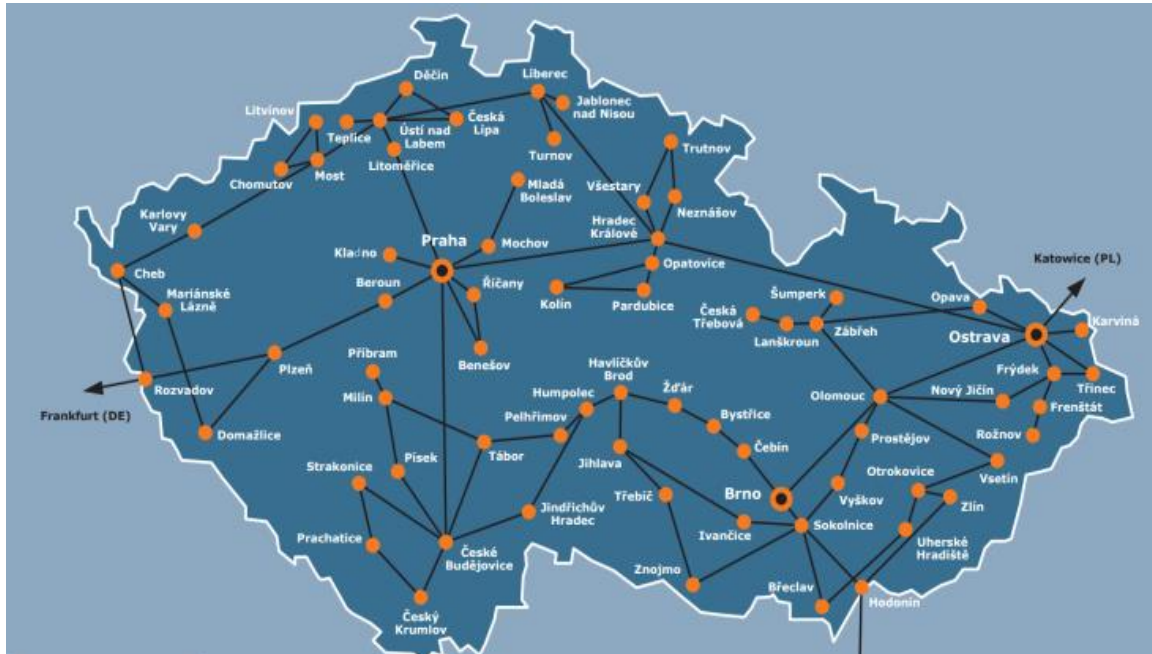 Děčín
Liberec
Litvínov
Jablonec
nad Nisou
Teplice
Ústí nad
Labem
Česká
Lípa
Turnov
Trutnov
Litoměřice
Chomutov
Most
Mladá
Boleslav
Všestary
Neznášov
Karlovy
Vary
Hradec
Králové
Praha
Mochov
Kladno
Opatovice
Katowice (PL)
Cheb
Beroun
Říčany
Kolín
Pardubice
Šumperk
Opava
Mariánské
Lázně
Česká
Třebová
Lanškroun
Zábřeh
Ostrava
Karviná
Benešov
Příbram
Plzeň
Havlíčkův
Brod
Frýdek
Třinec
Rozvadov
Milín
Humpolec
Žďár
Olomouc
Nový Jičín
Frankfurt (DE)
Pelhřimov
Bystřice
Frenštát
Domažlice
Prostějov
Rožnov
Čebín
Strakonice
Písek
Tábor
Jihlava
Otrokovice
Vsetín
Třebíč
Brno
Vyškov
Zlín
Jindřichův
Hradec
Ivančice
Sokolnice
Prachatice
České
Budějovice
Uherské
Hradiště
Znojmo
Břeclav
Hodonín
Český
Krumlov